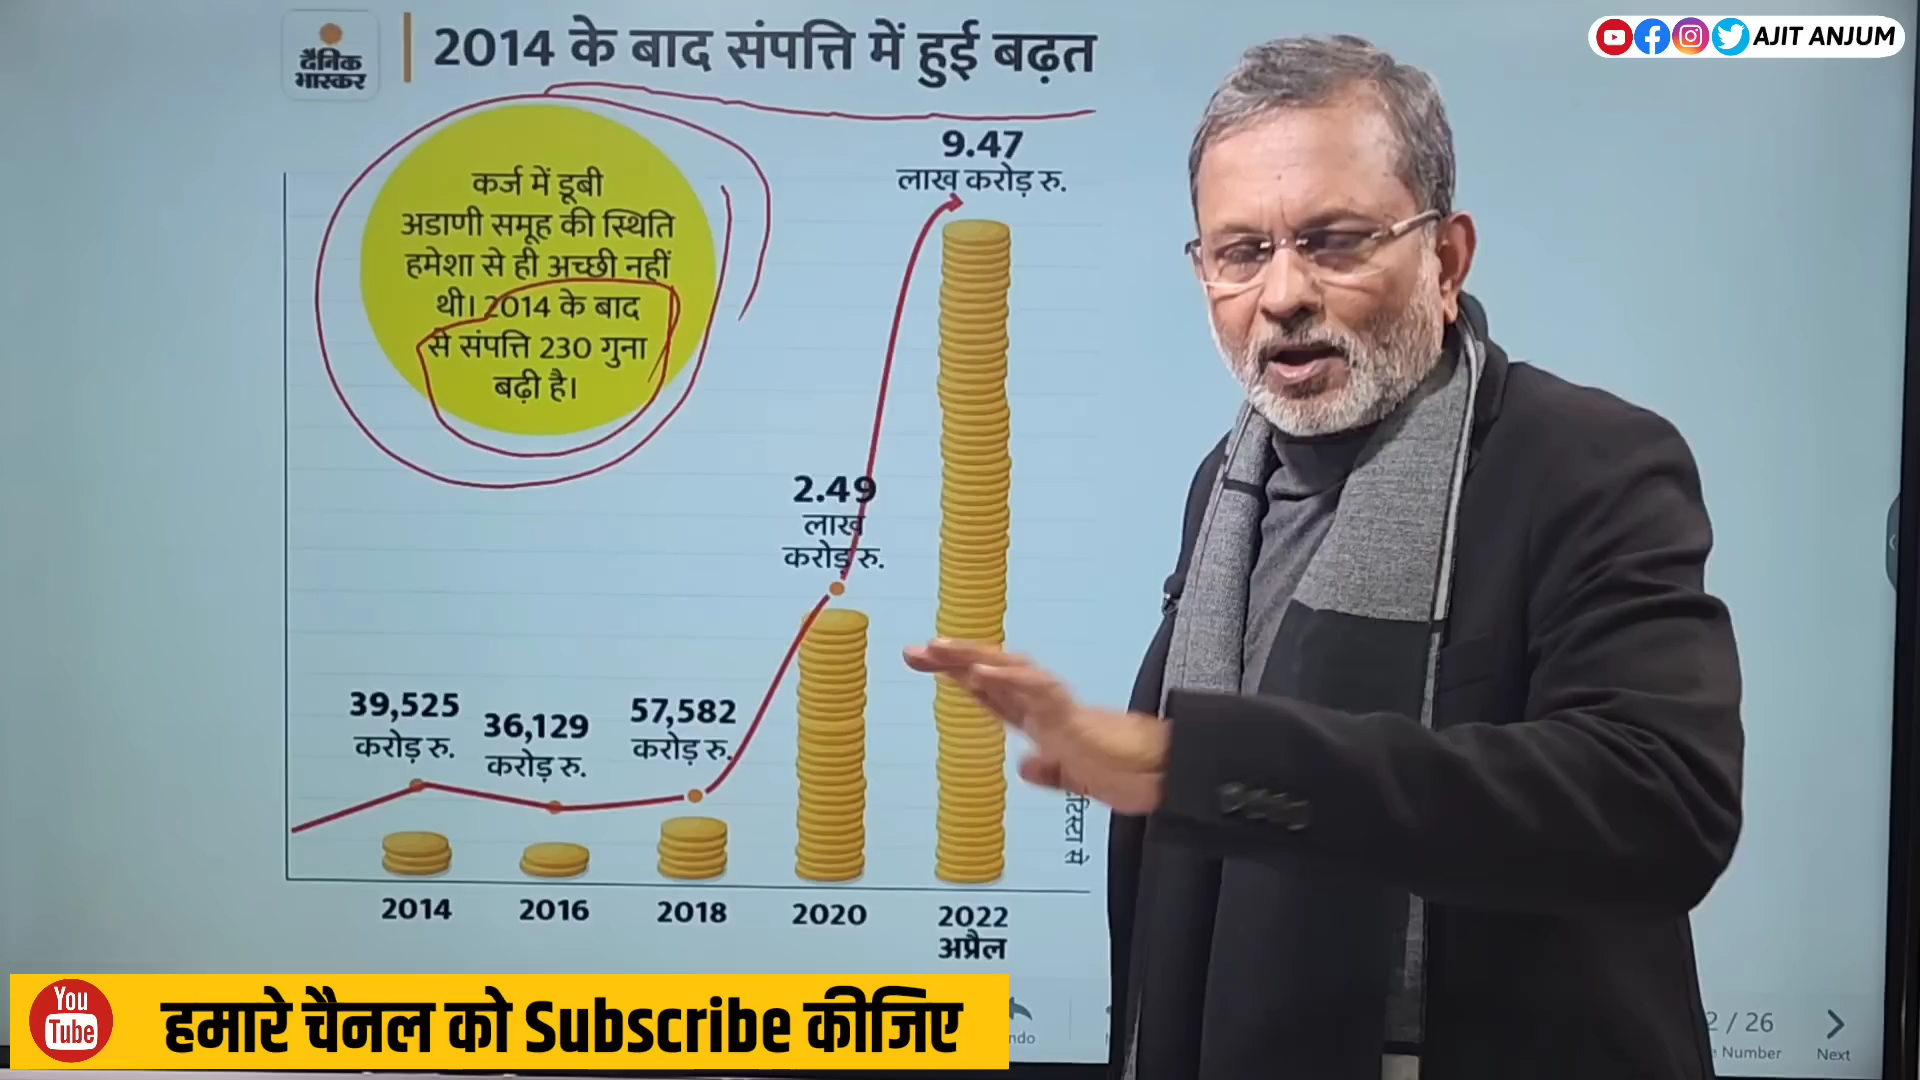 दैनिक
भास्कर
2014 के बाद संपत्ति में हुई बढ़त
AJIT ANJUM
कर्ज में डूबी
अडाणी समूह की स्थिति
हमेशा से ही अच्छी नहीं
थी। 2014 के बाद
से संपत्ति 230 गुना
बढ़ी है।
9.47
लाख करोड़ रु.
2.49
लाख
करोड़ रु.
39,525
करोड़ रु.
36,129
करोड़ रु.
57,582
करोड़ रु.
2014
2016
2018
2020
2022
अप्रैल
You
Tube
हमारे चैनल को Subscribe कीजिए
2 / 26
Number
Next